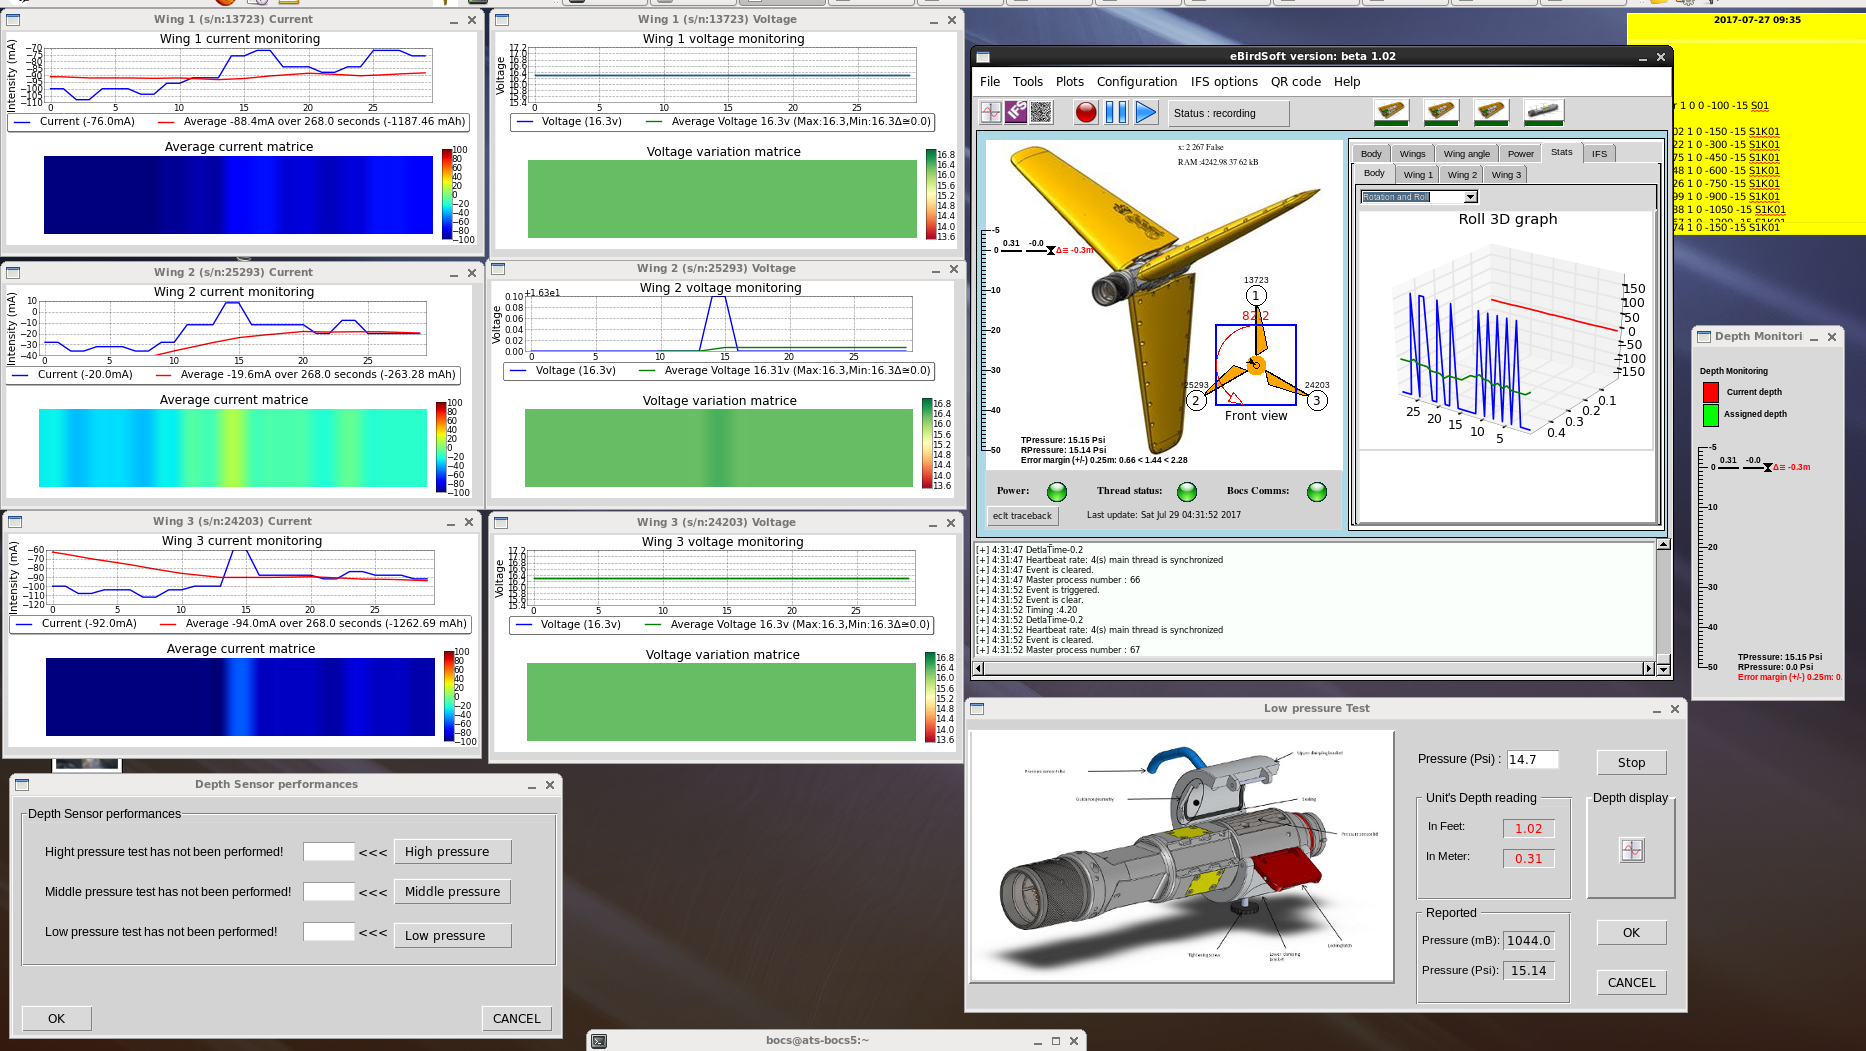 Wing 1 (s/n:13723) Current
Wing 1 current monitoring
Intensity (mA)
-70
-75
-80
-85
-90
-95
-100
-105
-110
0 5 10 15 20 25
Current (-76.0mA) Average -88.4mA over 268.0 seconds (-1187.46 mAh)
Average current matrice
100
80
60
40
20
0
-20
-40
-60
-80
-100
Wing 1 (s/n:13723) Voltage
Wing 1 voltage monitoring
Voltage
17.2
17.0
16.8
16.6
16.4
16.2
16.0
15.8
15.6
15.4
0 5 10 15 20 25
Voltage (16.3v) Average Voltage 16.3v (Max:16.3,Min:16.3Δ≅0.0)
Voltage variation matrice
16.8
16.4
16.0
15.6
15.2
14.8
14.4
14.0
13.6
Wing 2 (s/n:25293) Current
Wing 2 current monitoring
Intensity (mA)
10
0
-10
-20
-30
-40
0 5 10 15 20 25
Current (-20.0mA) Average -19.6mA over 268.0 seconds (-263.28 mAh)
Average current matrice
100
80
60
40
20
0
-20
-40
-60
-80
-100
Wing 2 (s/n:25293) Voltage
Wing 2 voltage monitoring
Voltage
+1.63e1
0.10
0.08
0.06
0.04
0.02
0.00
0 5 10 15 20 25
Voltage (16.3v) Average Voltage 16.31v (Max:16.3,Min:16.3Δ≅0.0)
Voltage variation matrice
16.8
16.4
16.0
15.6
15.2
14.8
14.4
14.0
13.6
Wing 3 (s/n:24203) Current
Wing 3 current monitoring
Intensity (mA)
-60
-70
-80
-90
-100
-110
-120
0 5 10 15 20 25
Current (-92.0mA) Average -94.0mA over 268.0 seconds (-1262.69 mAh)
Average current matrice
100
80
60
40
20
0
-20
-40
-60
-80
-100
Wing 3 (s/n:24203) Voltage
Wing 3 voltage monitoring
Voltage
17.2
17.0
16.8
16.6
16.4
16.2
16.0
15.8
15.6
15.4
0 5 10 15 20 25
Voltage (16.3v) Average Voltage 16.3v (Max:16.3,Min:16.3Δ≅0.0)
Voltage variation matrice
16.8
16.4
16.0
15.6
15.2
14.8
14.4
14.0
13.6
Depth Sensor performances
Depth Sensor performances
Hight pressure test has not been performed! <<< High pressure
Middle pressure test has not been performed! <<< Middle pressure
Low pressure test has not been performed! <<< Low pressure
OK CANCEL
bocs@ats-bocs5:~
eBirdSoft version: beta 1.02
File Tools Plots Configuration IFS options QR code Help
IFS
Status : recording
x: 2 267 False
RAM :4242.98 37 62 kB
-5
0 0.31 -0.0 Δ≡ -0.3m
-10
-20
-30
-40
-50
13723
1
82.2
25293
2
24203
3
Front view
TPressure: 15.15 Psi
RPressure: 15.14 Psi
Error margin (+/-) 0.25m: 0.66 < 1.44 < 2.28
Power: Thread status: Bocs Comms:
eclt traceback
Last update: Sat Jul 29 04:31:52 2017
Body Wings Wing angle Power Stats IFS
Body Wing 1 Wing 2 Wing 3
Rotation and Roll
Roll 3D graph
150
100
50
0
-50
-100
-150
25 20 15 10 5
0.4 0.3 0.2 0.1
[+] 4:31:47 DetlaTime-0.2
[+] 4:31:47 Heartbeat rate: 4(s) main thread is synchronized
[+] 4:31:47 Event is cleared.
[+] 4:31:47 Master process number : 66
[+] 4:31:52 Event is triggered.
[+] 4:31:52 Event is clear.
[+] 4:31:52 Timing :4.20
[+] 4:31:52 DetlaTime-0.2
[+] 4:31:52 Heartbeat rate: 4(s) main thread is synchronized
[+] 4:31:52 Event is cleared.
[+] 4:31:52 Master process number : 67
2017-07-27 09:35
r 1 0 0 -100 -15 S01
02 1 0 -150 -15 S1K01
22 1 0 -300 -15 S1K01
75 1 0 -450 -15 S1K01
48 1 0 -600 -15 S1K01
26 1 0 -750 -15 S1K01
99 1 0 -900 -15 S1K01
38 1 0 -1050 -15 S1K01
74 1 0 -150 -15 S1K01
Depth Monitori
Depth Monitoring
Current depth
Assigned depth
-5
0 0.31 -0.0 Δ≡ -0.3m
-10
-20
-30
-40
-50
TPressure: 15.15 Psi
RPressure: 0.0 Psi
Error margin (+/-) 0.25m: 0.
Low pressure Test
Upper clamping bracket
Pressure sensor tube
Guidance geometry
Sealing
Pressure sensor lid
Tightening screw
Lower clamping bracket
Locking latch
Pressure (Psi) : 14.7 Stop
Unit's Depth reading
In Feet: 1.02
In Meter: 0.31
Depth display
Reported
Pressure (mB): 1044.0
Pressure (Psi): 15.14
OK
CANCEL